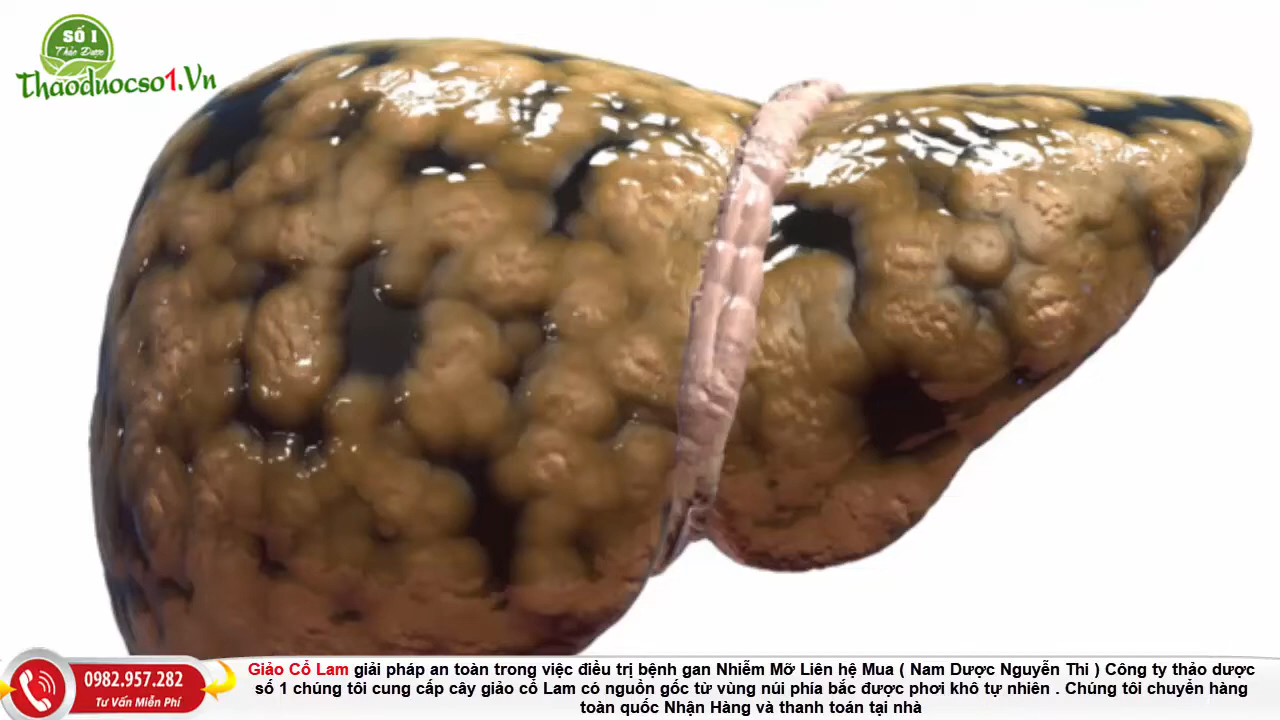 SỐ 1
Thảo Dược
Thaoduocso1.Vn
0982.957.282
Tư Vấn Miễn Phí
Giảo Cổ Lam giải pháp an toàn trong việc điều trị bệnh gan Nhiễm Mỡ Liên hệ Mua ( Nam Dược Nguyễn Thi ) Công ty thảo dược
số 1 chúng tôi cung cấp cây giảo cổ Lam có nguồn gốc từ vùng núi phía bắc được phơi khô tự nhiên . Chúng tôi chuyển hàng
toàn quốc Nhận Hàng và thanh toán tại nhà